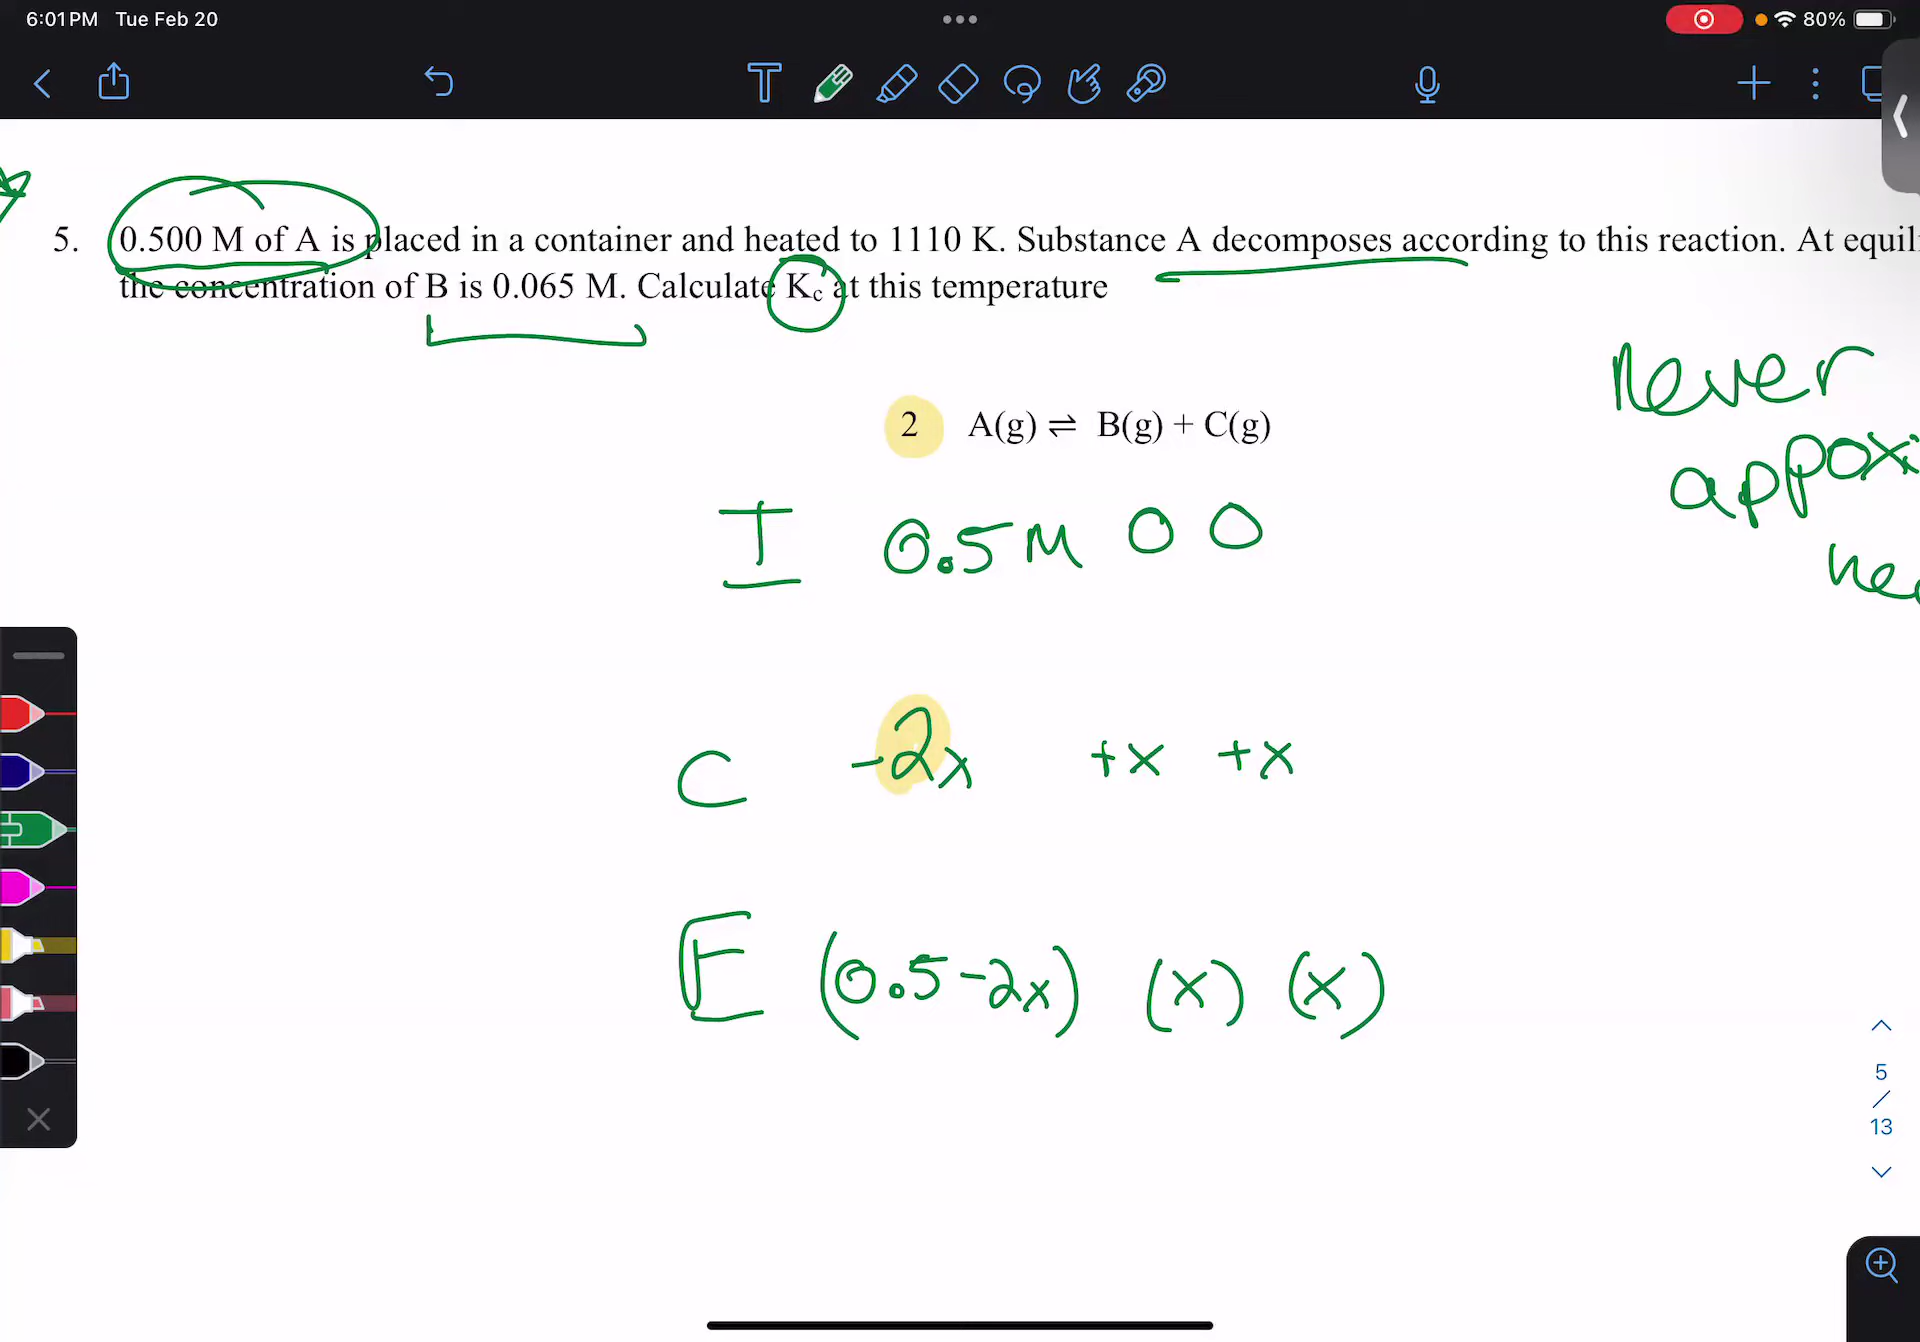 6:01 PM Tue Feb 20
80%
5. 0.500 M of A is placed in a container and heated to 1110 K. Substance A decomposes according to this reaction. At equil
the concentration of B is 0.065 M. Calculate Kc at this temperature
never
appoxi
2 A(g) ⇌ B(g) + C(g)
I 0.5 M 0 0
C -2x +x +x
E (0.5-2x) (x) (x)
5
/
13